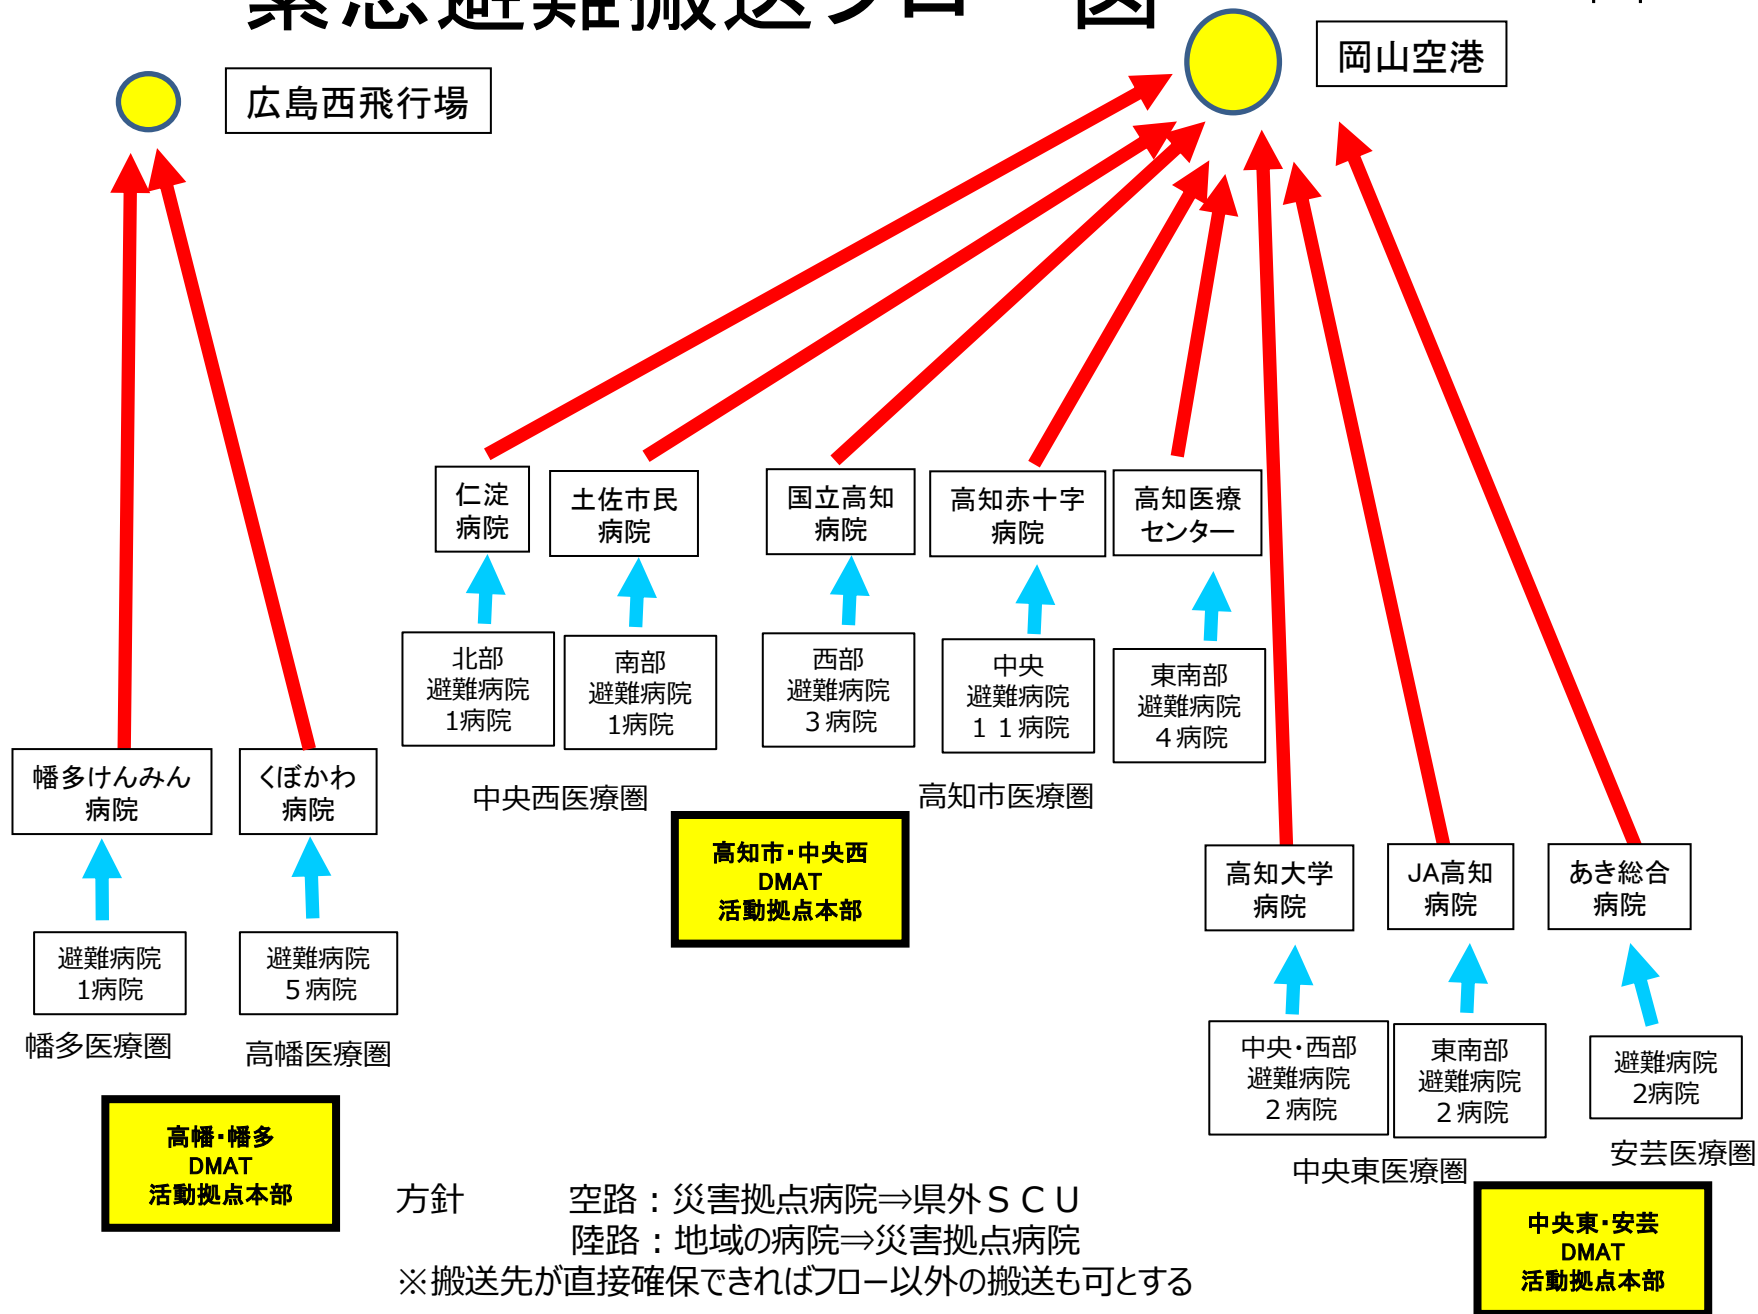 緊急避難搬送フロー図
岡山空港
広島西飛行場
仁淀
病院
土佐市民
病院
国立高知
病院
高知赤十字
病院
高知医療
センター
北部
避難病院
1病院
南部
避難病院
1病院
西部
避難病院
３病院
中央
避難病院
１１病院
東南部
避難病院
４病院
中央西医療圏
高知市医療圏
幡多けんみん
病院
くぼかわ
病院
高知市・中央西
DMAT
活動拠点本部
高知大学
病院
JA高知
病院
あき総合
病院
避難病院
1病院
避難病院
５病院
幡多医療圏
高幡医療圏
中央・西部
避難病院
２病院
東南部
避難病院
２病院
避難病院
2病院
中央東医療圏
安芸医療圏
高幡・幡多
DMAT
活動拠点本部
中央東・安芸
DMAT
活動拠点本部
方針　空路：災害拠点病院⇒県外ＳＣＵ
陸路：地域の病院⇒災害拠点病院
※搬送先が直接確保できればフロー以外の搬送も可とする